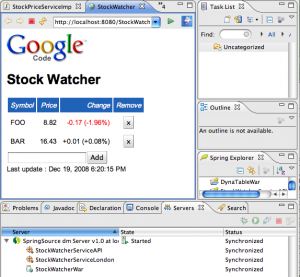 StockPriceServiceImp
StockWatcher
4
http://localhost:8080/StockWatch
Google
Code
Stock Watcher
Symbol Price Change Remove
FOO 8.82 -0.17 (-1.96%) x
BAR 16.43 +0.01 (+0.08%) x
Add
Last update : Dec 19, 2008 6:20:15 PM
Task List
Find:
All
Uncategorized
Outline
An outline is not available.
Spring Explorer
DynaTableWar
Problems Javadoc Declaration Console Servers Search
Server State Status
SpringSource dm Server v1.0 at lo Started Synchronized
StockWatcherServiceAPI Synchronized
StockWatcherServiceLondon Synchronized
StockWatcherWar Synchronized